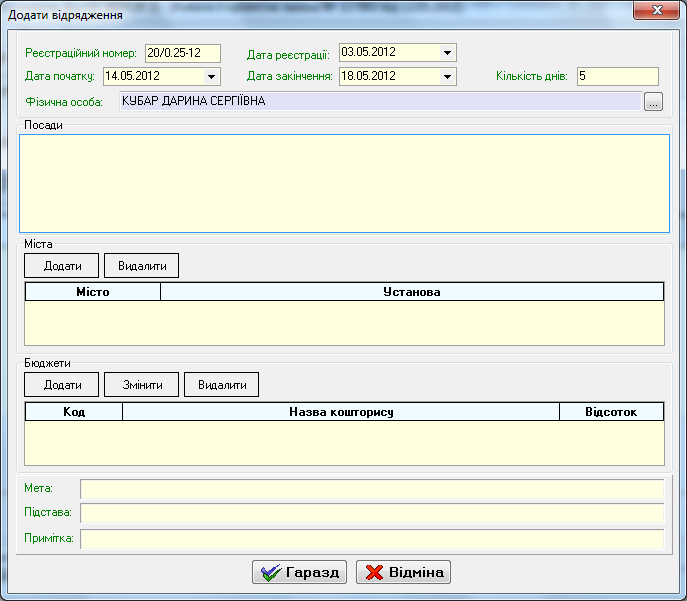 Додати відрядження
Реєстраційний номер: 20/0.25-12 Дата реєстрації: 03.05.2012
Дата початку: 14.05.2012 Дата закінчення: 18.05.2012 Кількість днів: 5
Фізична особа: КУБАР ДАРИНА СЕРГІЇВНА ...
Посади
Міста
Додати Видалити
Місто Установа
Бюджети
Додати Змінити Видалити
Код Назва кошторису Відсоток
Мета:
Підстава:
Примітка:
Гаразд Відміна